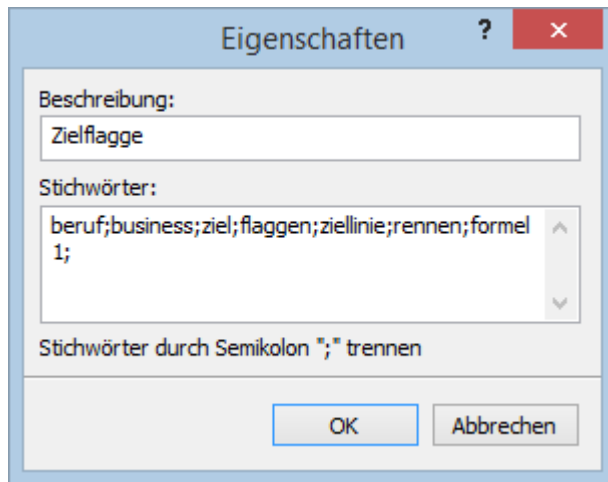 Eigenschaften ?
Beschreibung:
Zielflagge
Stichwörter:
beruf;business;ziel;flaggen;ziellinie;rennen;formel
1;
Stichwörter durch Semikolon ";" trennen
OK Abbrechen